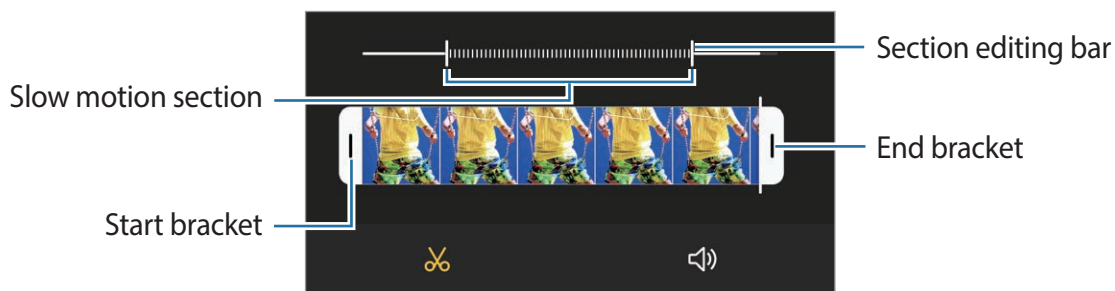 Section editing bar
Slow motion section
End bracket
Start bracket